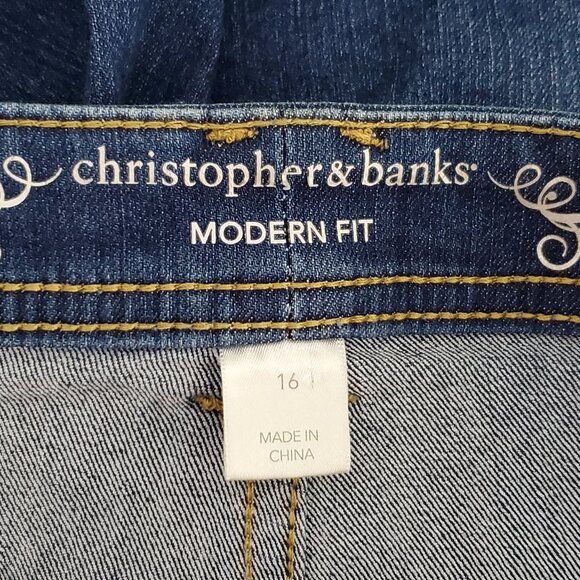 christopher & banks®
MODERN FIT
16
MADE IN
CHINA